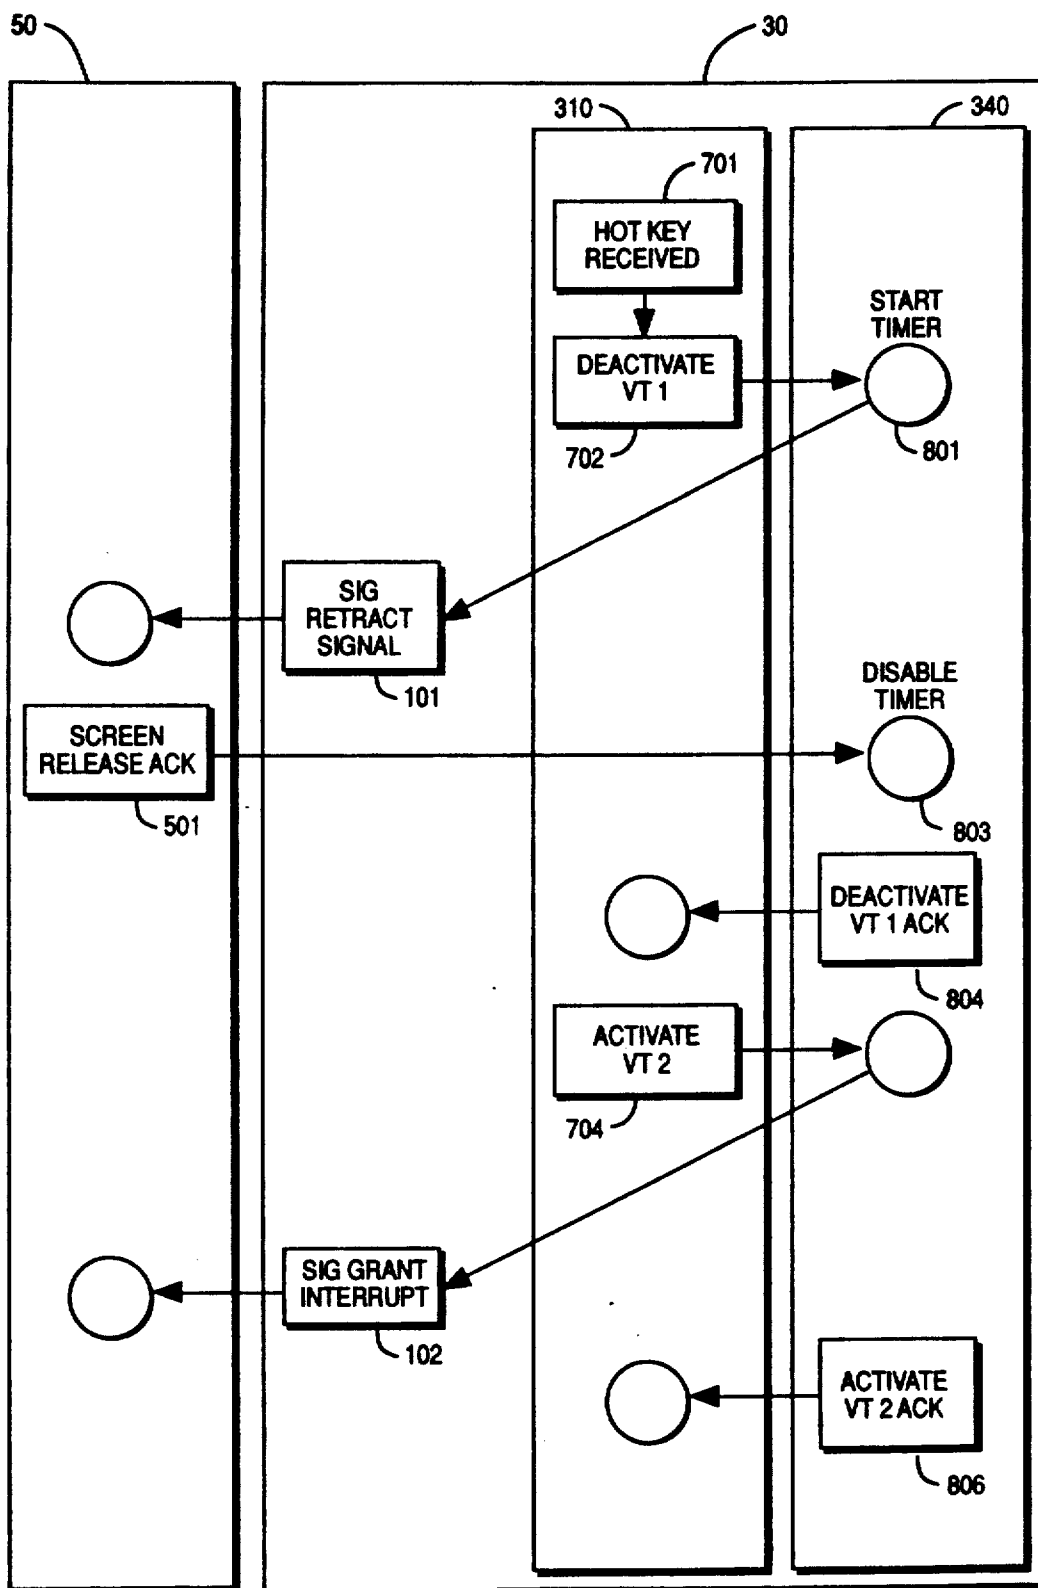 50
30
310
340
701
HOT KEY
RECEIVED
START
TIMER
DEACTIVATE
VT 1
702
801
SIG
RETRACT
SIGNAL
101
DISABLE
TIMER
SCREEN
RELEASE ACK
501
803
DEACTIVATE
VT 1 ACK
804
ACTIVATE
VT 2
704
SIG GRANT
INTERRUPT
102
ACTIVATE
VT 2 ACK
806